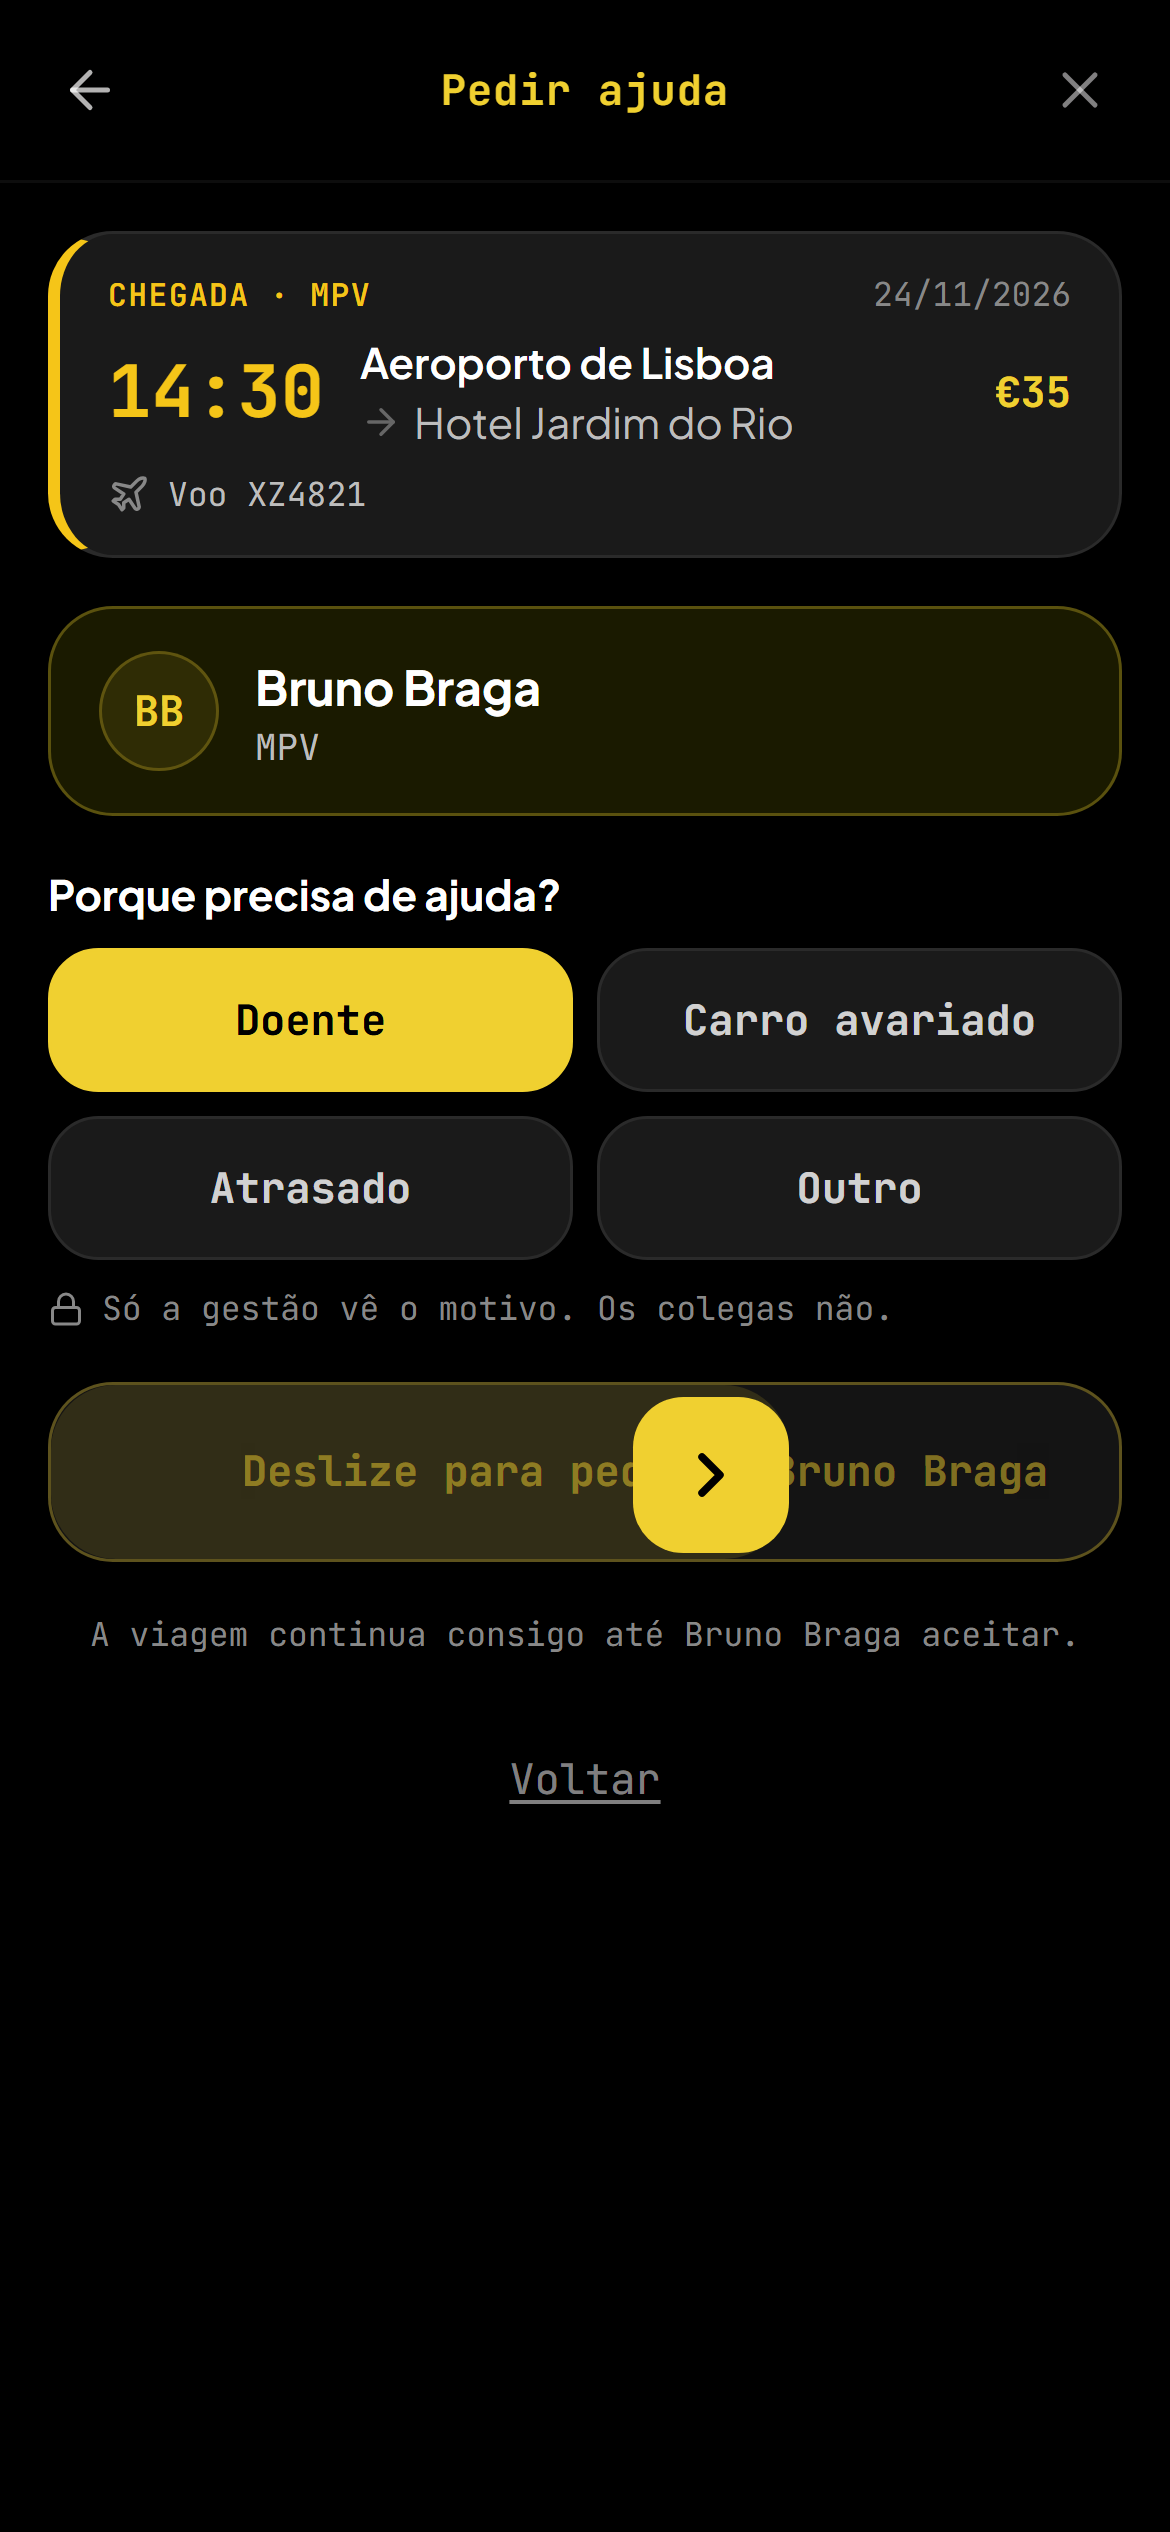 Pedir ajuda
CHEGADA · MPV
24/11/2026
14:30
Aeroporto de Lisboa
→ Hotel Jardim do Rio
€35
Voo XZ4821
BB
Bruno Braga
MPV
Porque precisa de ajuda?
Doente
Carro avariado
Atrasado
Outro
Só a gestão vê o motivo. Os colegas não.
Deslize para Braga
A viagem continua consigo até Bruno Braga aceitar.
Voltar